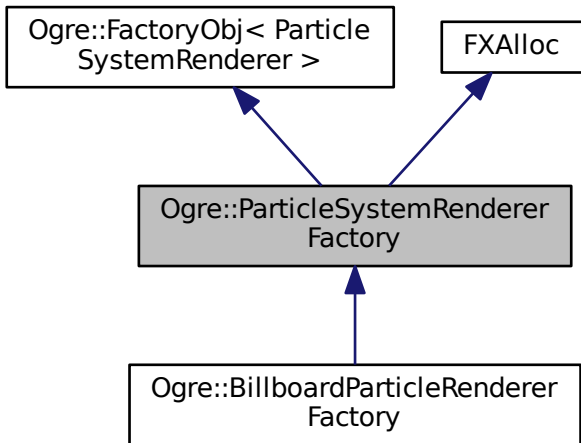 Ogre::FactoryObj< Particle
SystemRenderer >
FXAlloc
Ogre::ParticleSystemRenderer
Factory
Ogre::BillboardParticleRenderer
Factory